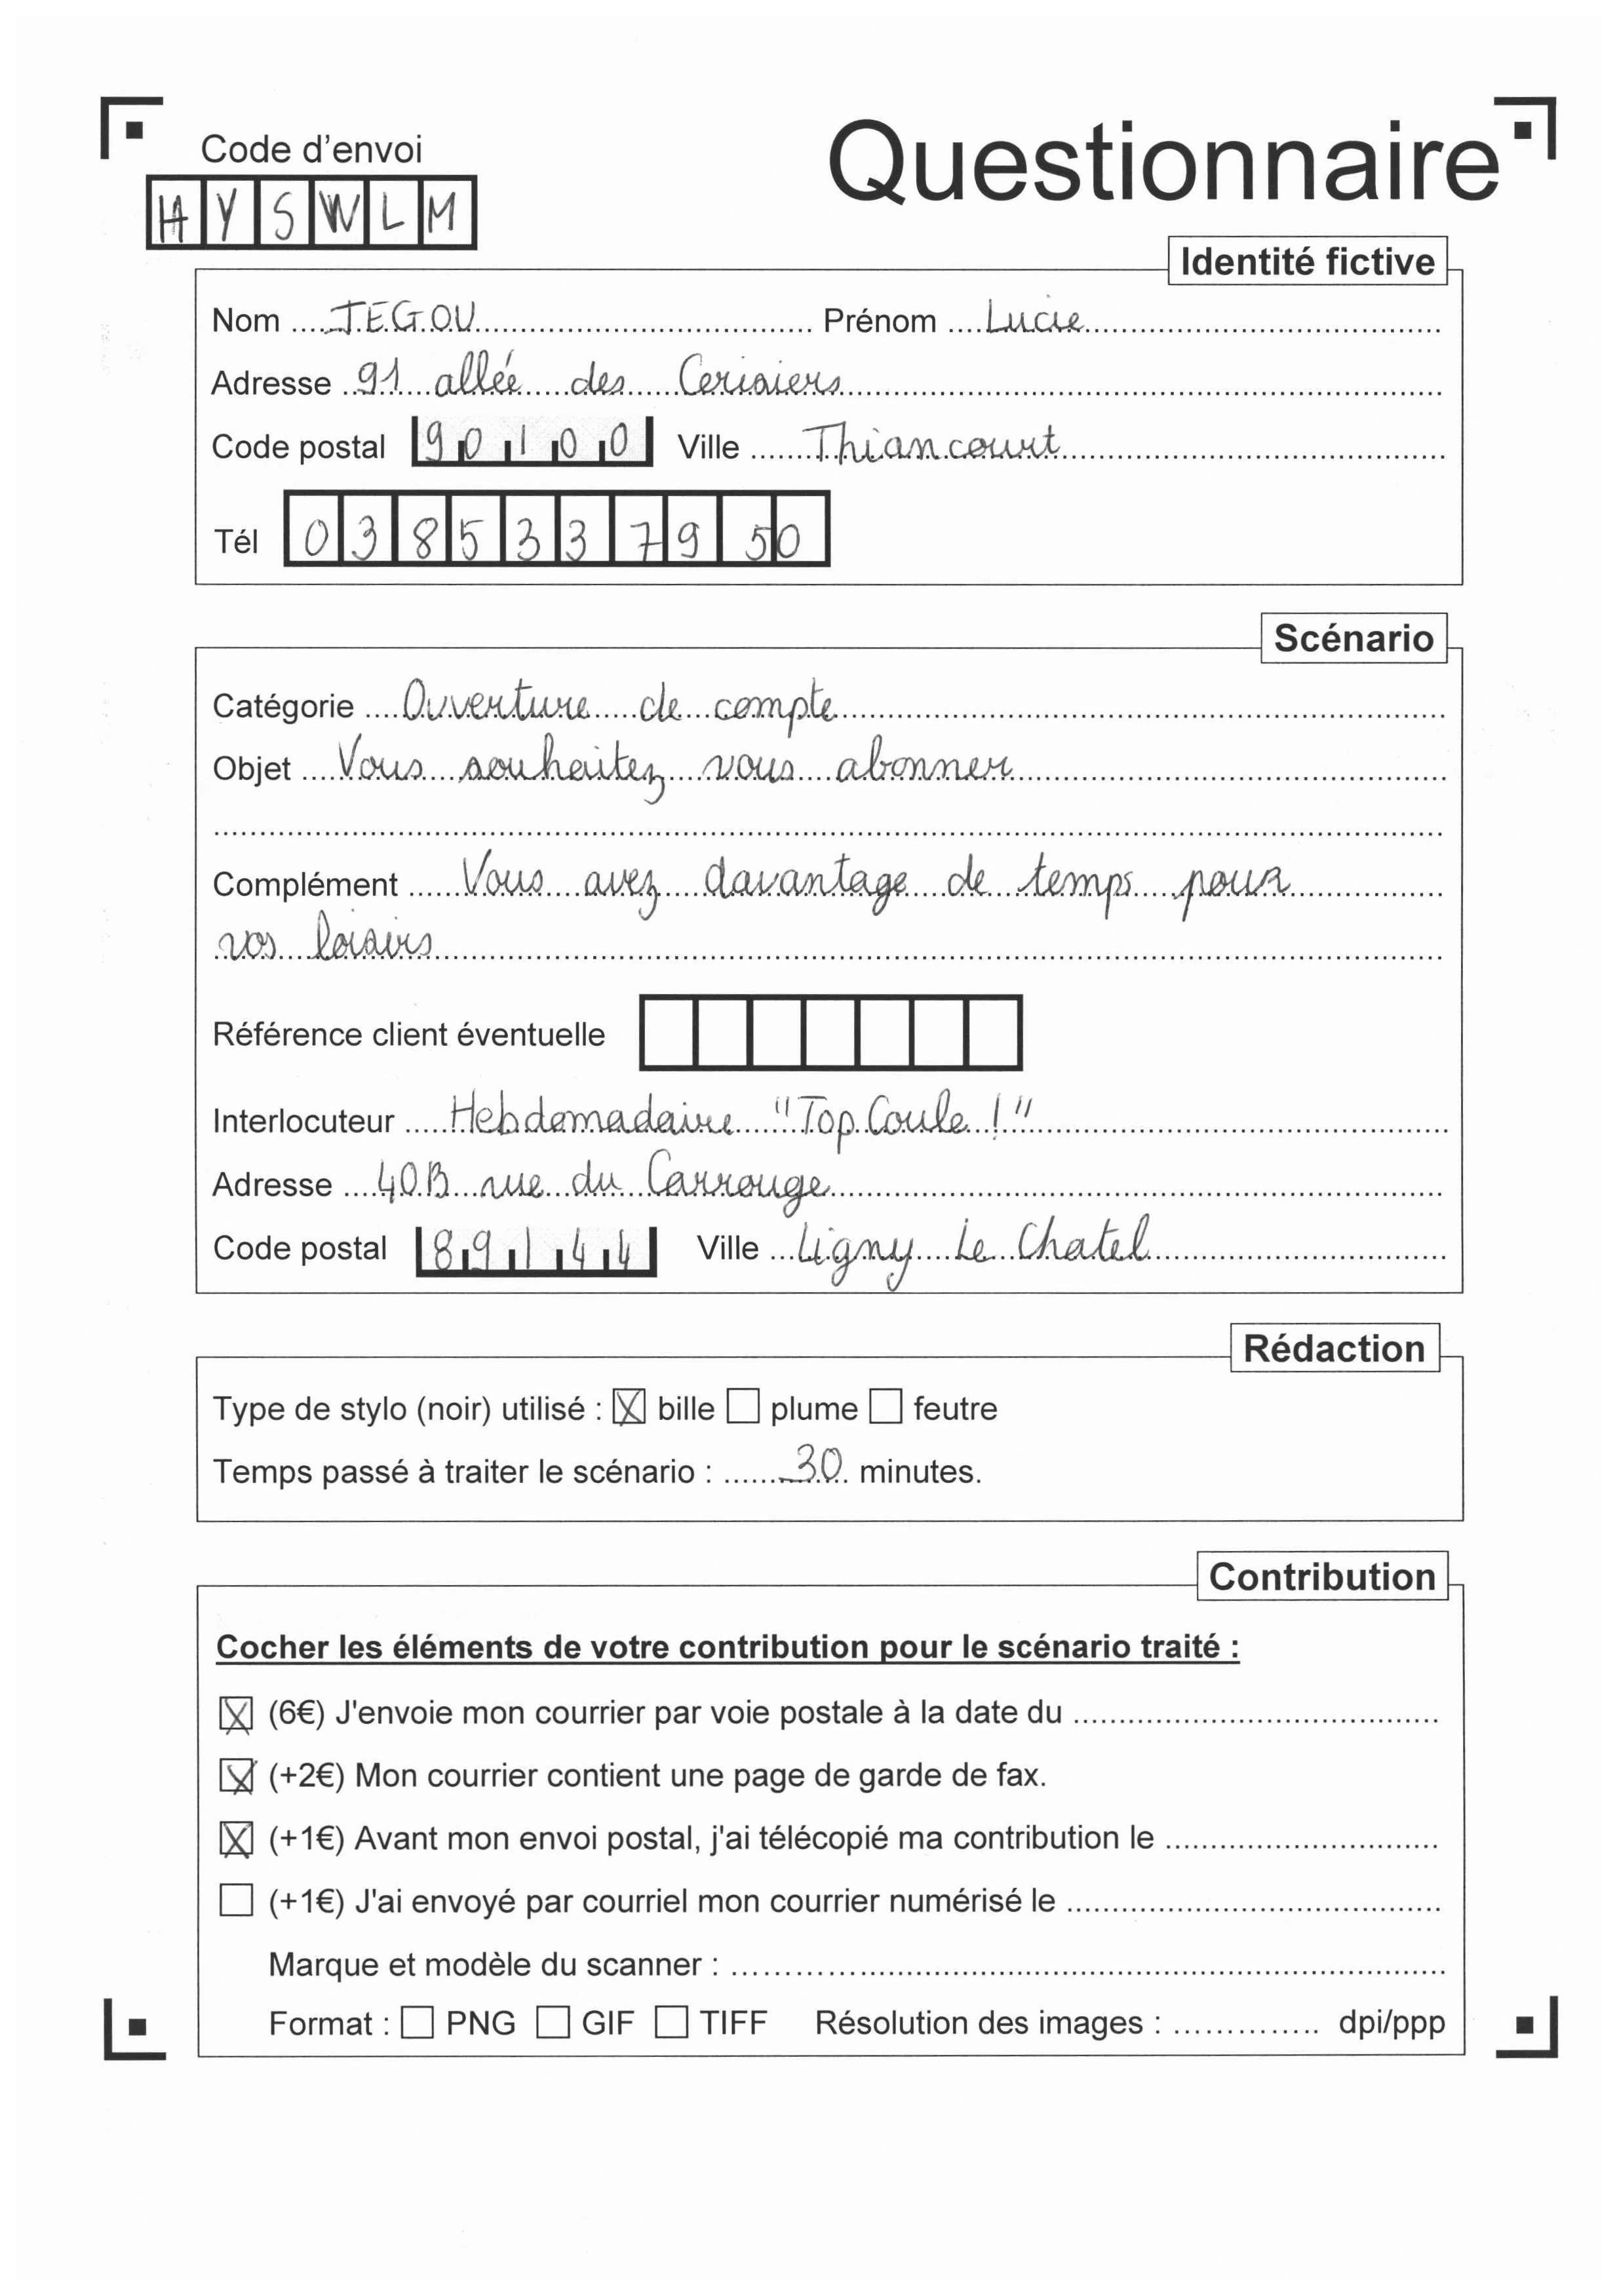 Code d'envoi
Questionnaire
HYSWLM
Identité fictive
Nom JEGOU Prénom Lucie
Adresse 91 allée des Cerisiers
Code postal 90100 Ville Thiancourt
Tél 0385337950
Scénario
Catégorie Ouverture de compte
Objet Vous souhaitez vous abonner
Complément Vous avez davantage de temps pour
vos loisirs
Référence client éventuelle
Interlocuteur Hebdomadaire "Top Coule !"
Adresse 40B rue du Carrouge
Code postal 89144 Ville Ligny Le Chatel
Rédaction
Type de stylo (noir) utilisé : ☒ bille ☐ plume ☐ feutre
Temps passé à traiter le scénario : 30 minutes.
Contribution
Cocher les éléments de votre contribution pour le scénario traité :
☒ (6€) J'envoie mon courrier par voie postale à la date du
☒ (+2€) Mon courrier contient une page de garde de fax.
☒ (+1€) Avant mon envoi postal, j'ai télécopié ma contribution le
☐ (+1€) J'ai envoyé par courriel mon courrier numérisé le
Marque et modèle du scanner :
Format : ☐ PNG ☐ GIF ☐ TIFF Résolution des images : dpi/ppp